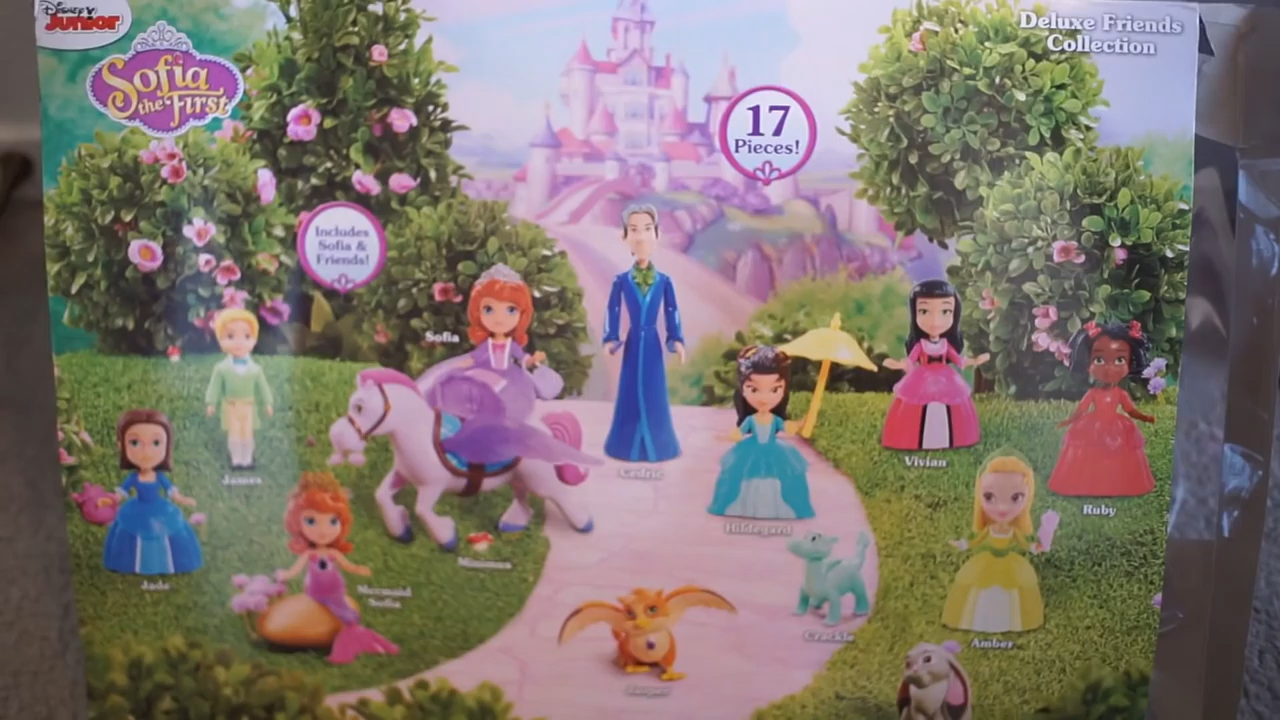 Disney
Junior
Sofia
the First
Deluxe Friends
Collection
17
Pieces!
Includes
Sofia &
Friends!
Sofia
Cedric
James
Vivian
Hildegard
Ruby
Jade
Minimus
Mermaid
Sofia
Crackle
Amber